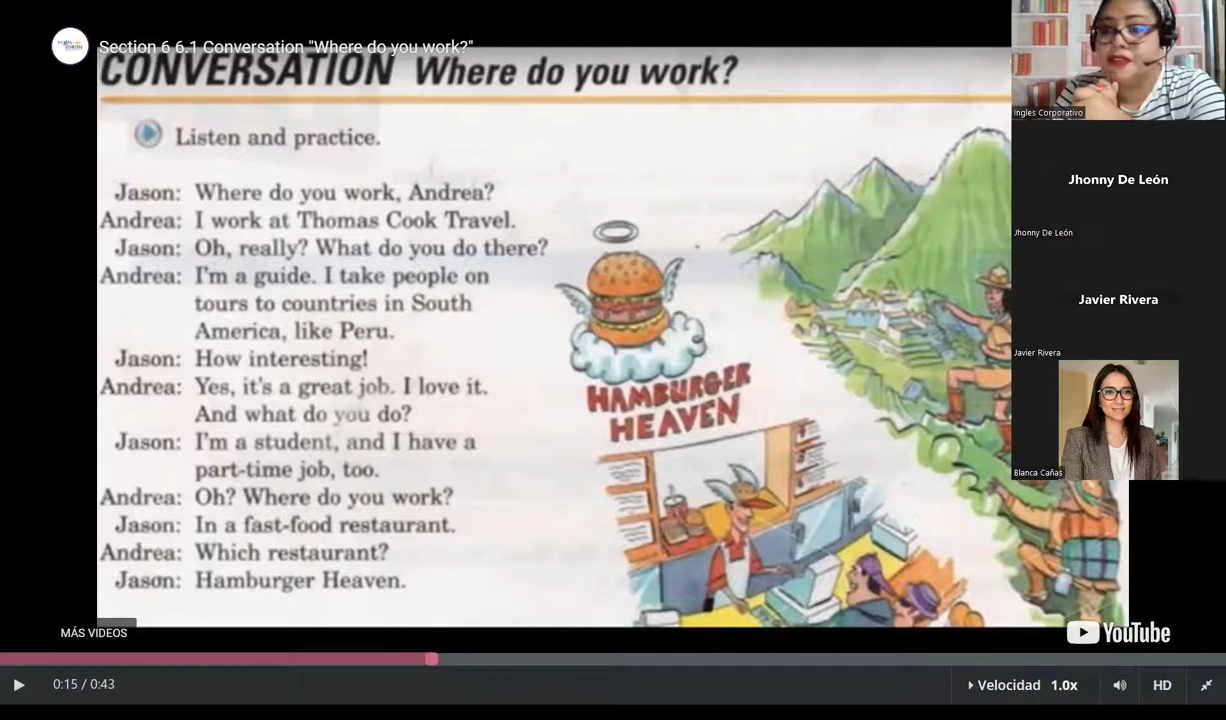 Section 6 6.1 Conversation "Where do you work?"
CONVERSATION Where do you work?
Listen and practice.
Jason: Where do you work, Andrea?
Andrea: I work at Thomas Cook Travel.
Jason: Oh, really? What do you do there?
Andrea: I'm a guide. I take people on
tours to countries in South
America, like Peru.
Jason: How interesting!
Andrea: Yes, it's a great job. I love it.
And what do you do?
Jason: I'm a student, and I have a
part-time job, too.
Andrea: Oh? Where do you work?
Jason: In a fast-food restaurant.
Andrea: Which restaurant?
Jason: Hamburger Heaven.
HAMBURGER
HEAVEN
Ingles Corporativo
Jhonny De León
Jhonny De León
Javier Rivera
Javier Rivera
Blanca Cañas
MÁS VIDEOS
YouTube
0:15 / 0:43
Velocidad 1.0x
HD